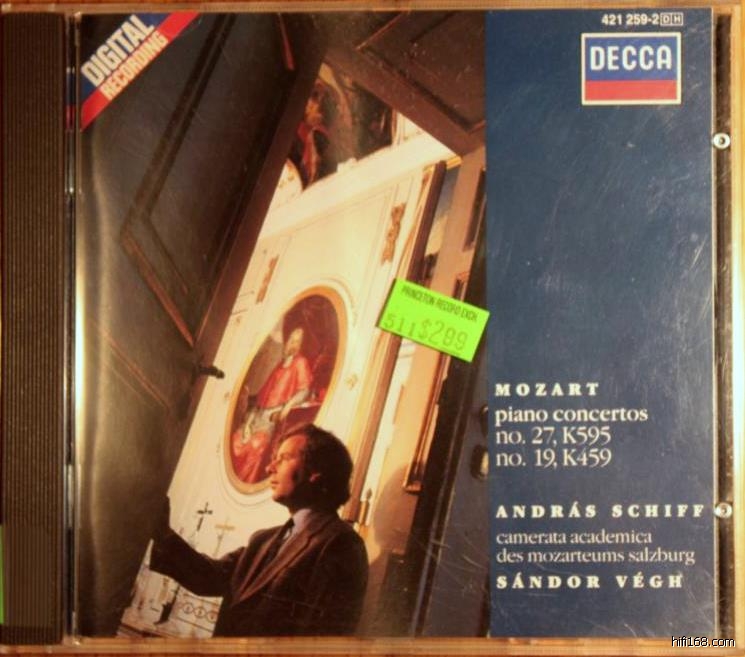 DIGITAL
RECORDING
421 259-2 DH
DECCA
PRINCETON RECORD EXCH
511 $2.99
MOZART
piano concertos
no. 27, K595
no. 19, K459
ANDRÁS SCHIFF
camerata academica
des mozarteums salzburg
SÁNDOR VÉGH
hifi168.com